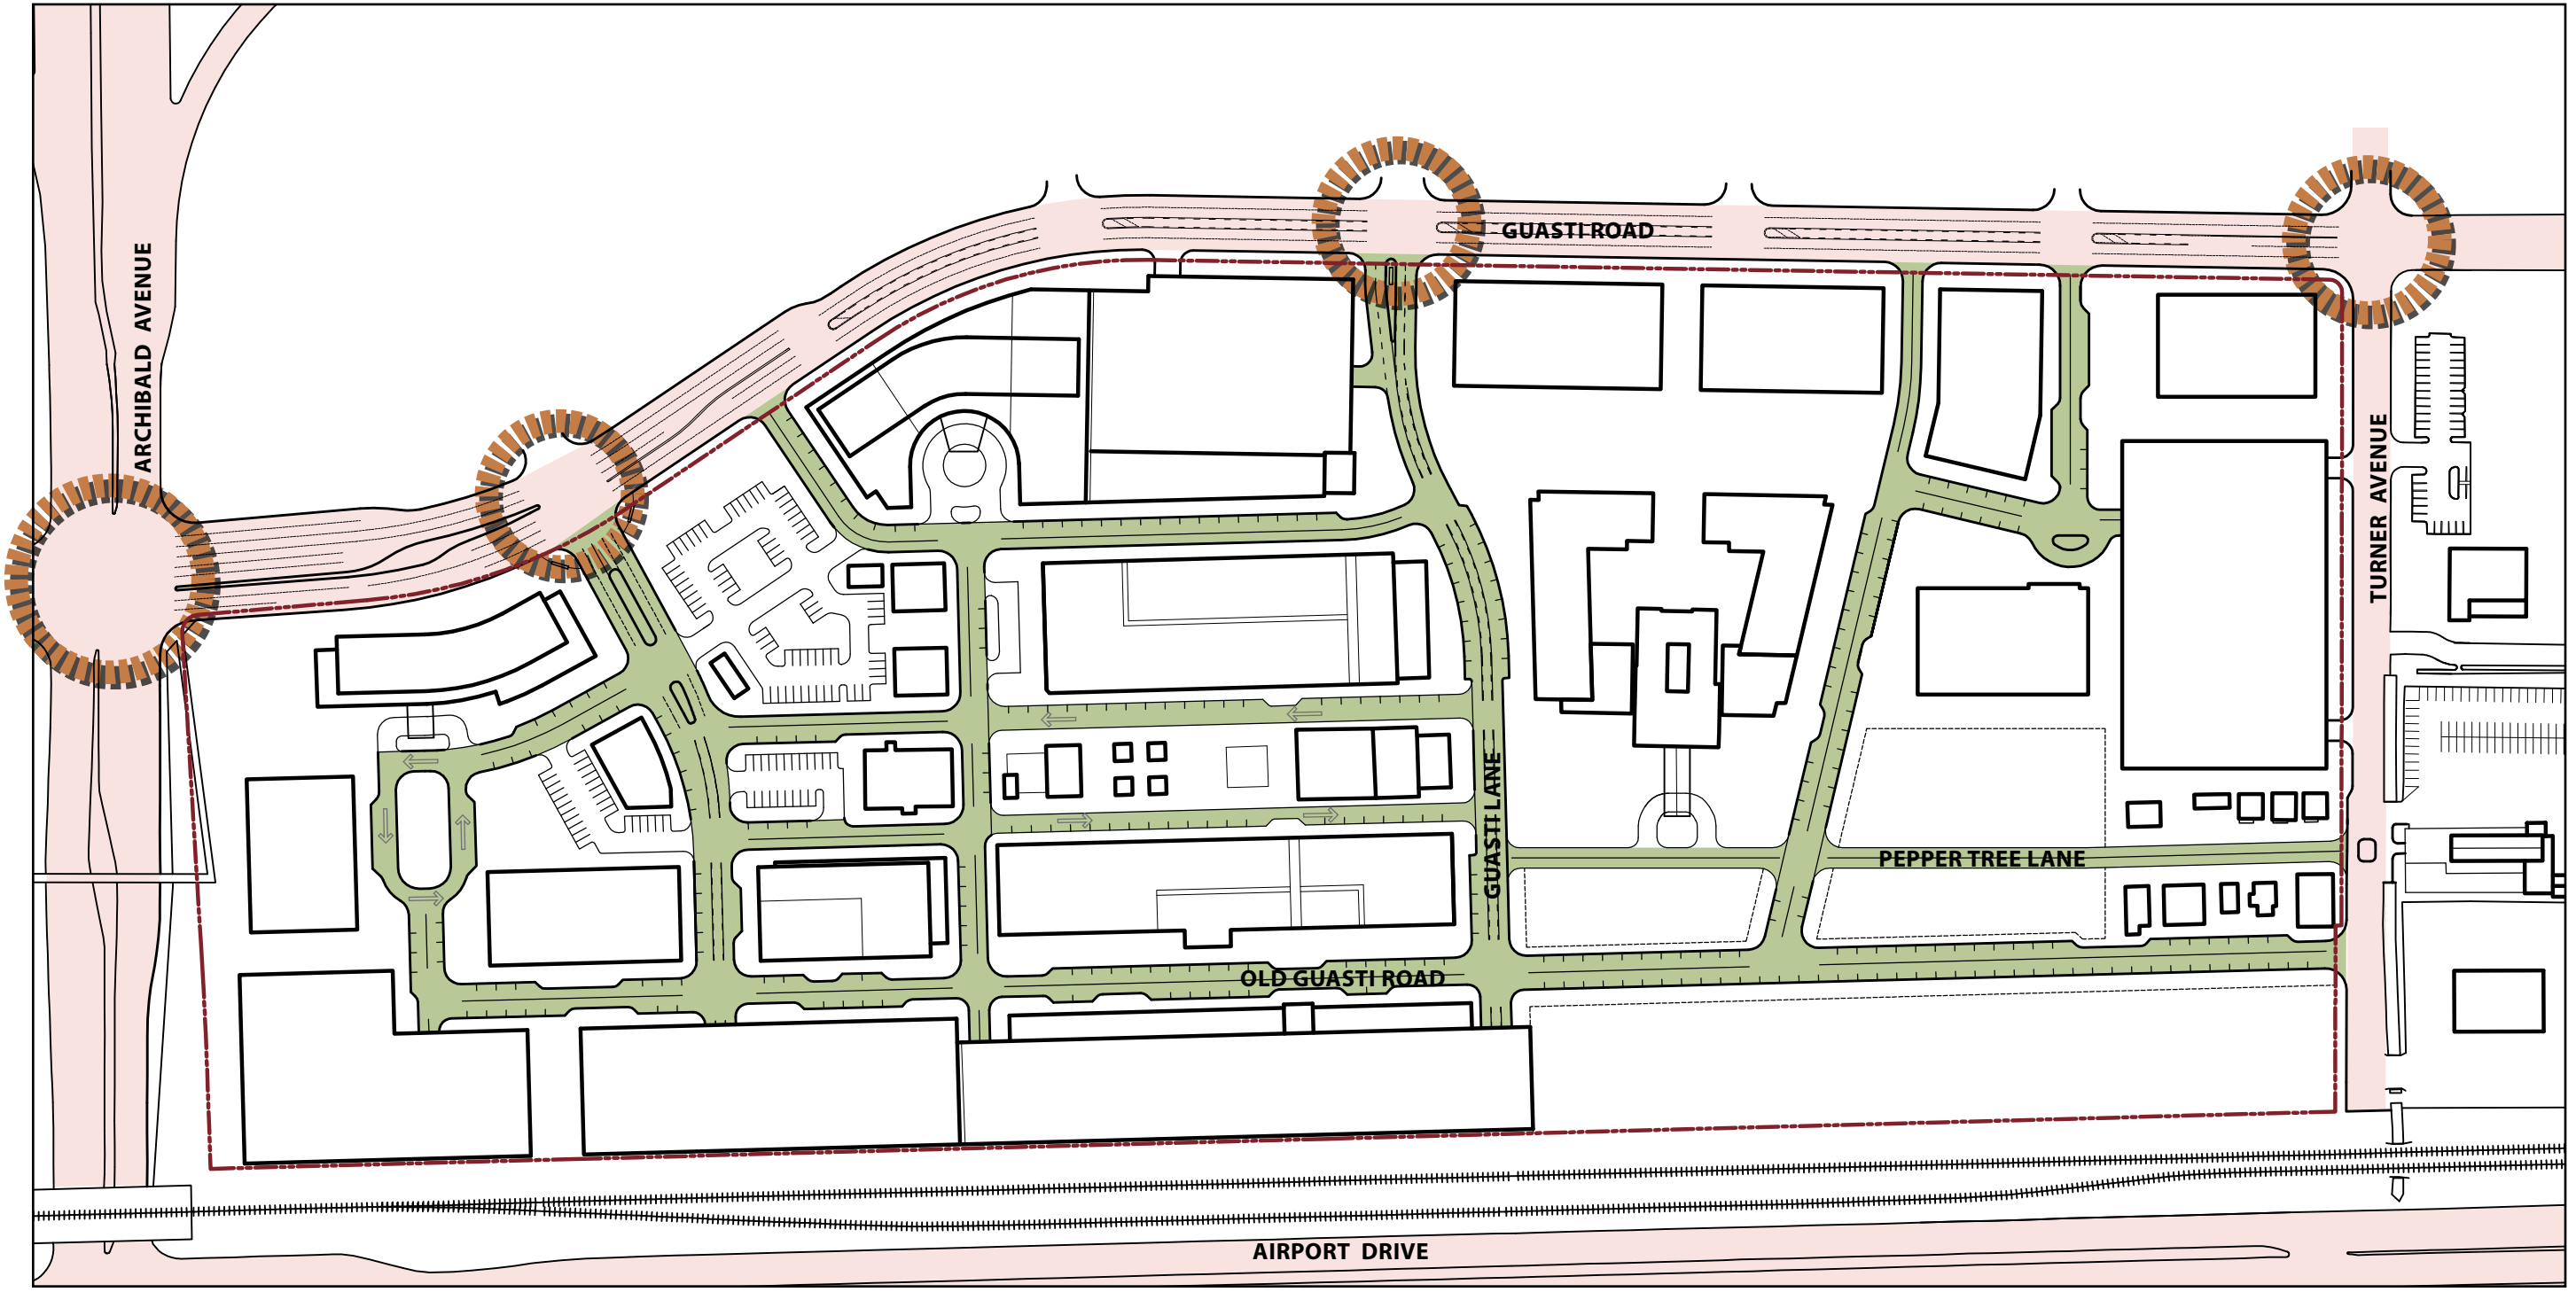 GUASTI ROAD
ARCHIBALD AVENUE
TURNER AVENUE
GUASTI LANE
PEPPER TREE LANE
OLD GUASTI ROAD
AIRPORT DRIVE